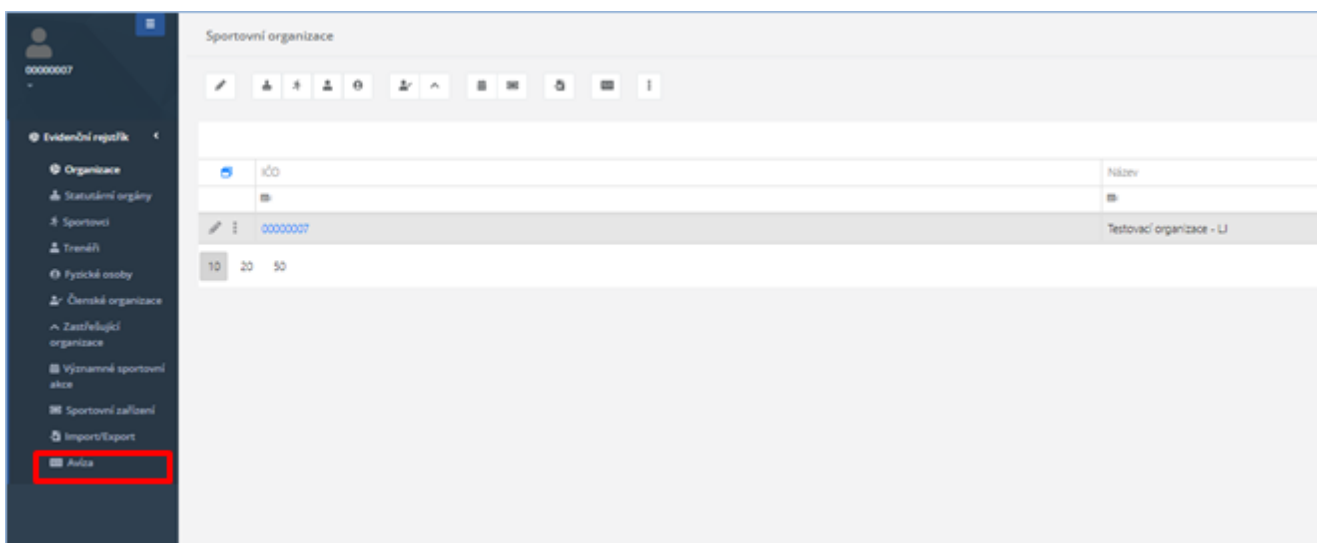 00000007
Evidenční rejstřík
Organizace
Statutární orgány
Sportovci
Trenéři
Fyzické osoby
Členské organizace
Zastřešující
organizace
Významné sportovní
akce
Sportovní zařízení
Import/Export
Avíza
Sportovní organizace
IČO Název
00000007 Testovací organizace - LJ
10 20 50